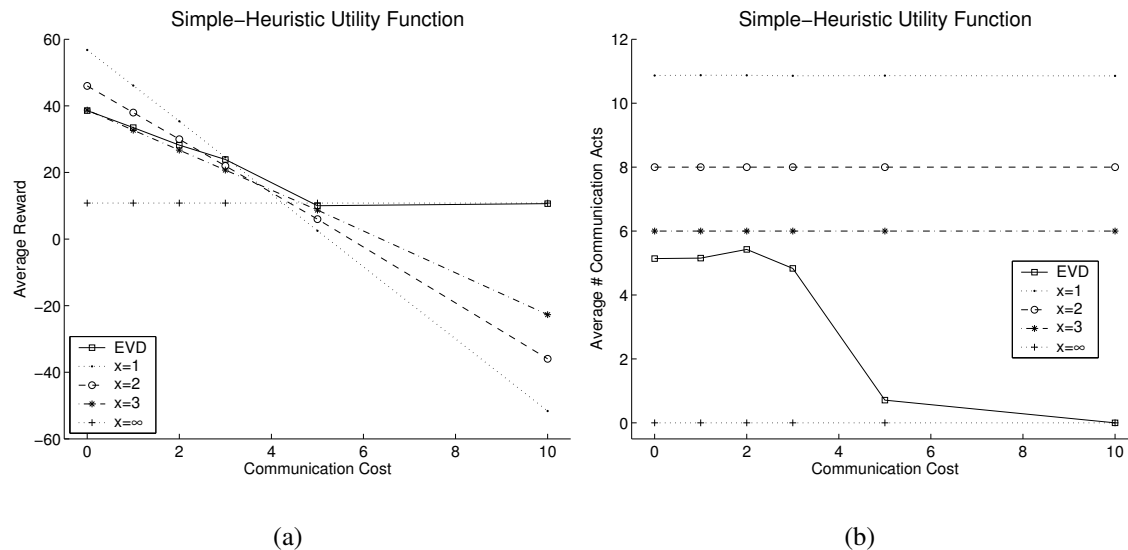 Simple−Heuristic Utility Function
60
40
20
0
−20
−40
−60
Average Reward
0 2 4 6 8 10
Communication Cost
EVD
x=1
x=2
x=3
x=∞
(a)
Simple−Heuristic Utility Function
12
10
8
6
4
2
0
Average # Communication Acts
0 2 4 6 8 10
Communication Cost
EVD
x=1
x=2
x=3
x=∞
(b)